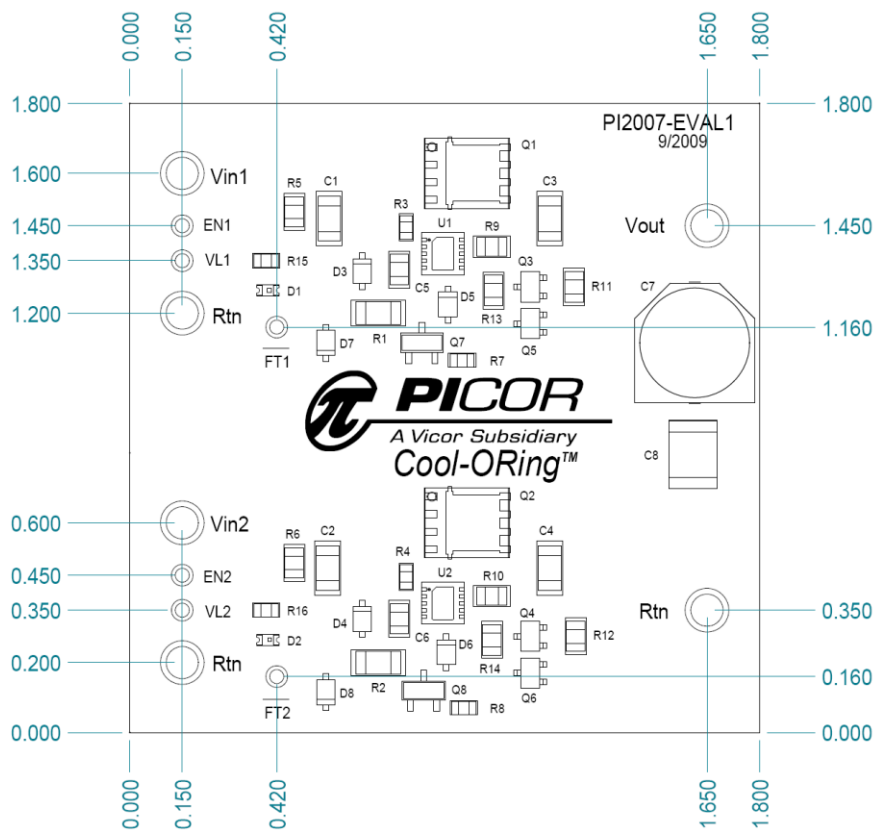 0.000
0.150
0.420
1.650
1.800
1.800
1.800
PI2007-EVAL1
9/2009
Q1
1.600
Vin1
R5
C1
C3
R3
1.450
EN1
U1
R9
Vout
1.450
1.350
VL1
R15
D3
Q3
C5
D5
R11
C7
D1
1.200
Rtn
R13
1.160
FT1
D7
R1
Q7
Q5
R7
π PICOR
A Vicor Subsidiary
Cool-ORing™
C8
Q2
0.600
Vin2
R6
C2
C4
R4
0.450
EN2
U2
R10
0.350
VL2
R16
D4
Q4
Rtn
0.350
C6
D6
R12
D2
0.200
Rtn
R14
0.160
FT2
D8
R2
Q8
Q6
R8
0.000
0.000
0.000
0.150
0.420
1.650
1.800